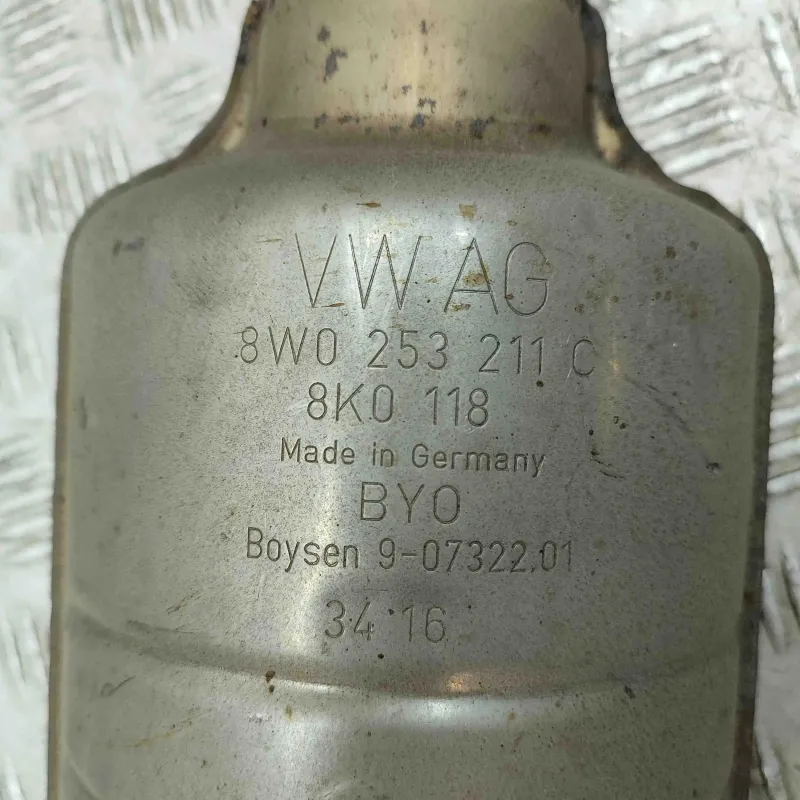 VW AG
8W0 253 211 C
8K0 118
Made in Germany
BYO
Boysen 9-07322.01
34 16